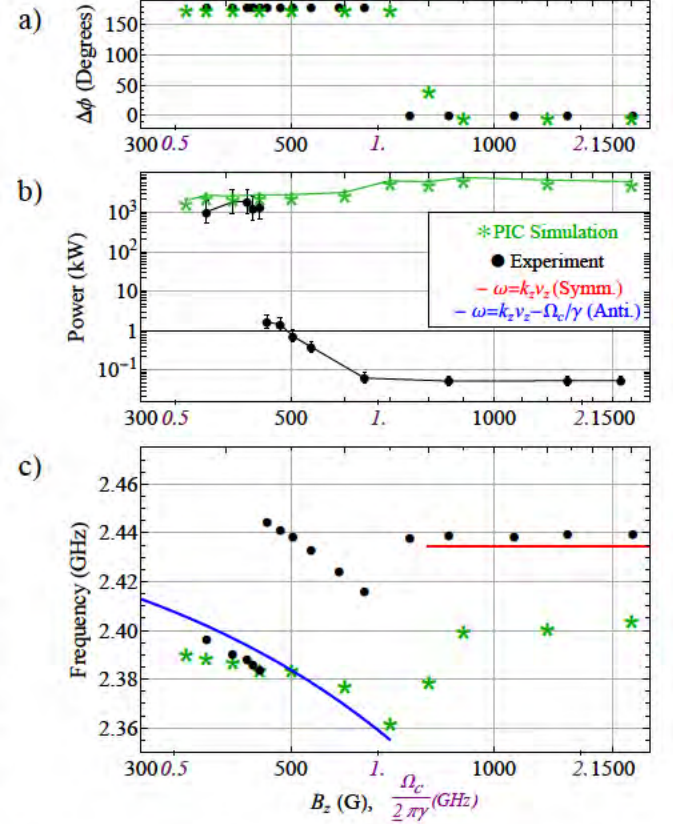 a)
Δϕ (Degrees)
150
100
50
0
300 0.5 500 1. 1000 2. 1500
b)
Power (kW)
10³
10²
10
1
10⁻¹
*PIC Simulation
● Experiment
− ω=k_z v_z (Symm.)
− ω=k_z v_z−Ω_c/γ (Anti.)
300 0.5 500 1. 1000 2. 1500
c)
Frequency (GHz)
2.46
2.44
2.42
2.40
2.38
2.36
300 0.5 500 1. 1000 2. 1500
B_z (G), Ω_c/2 πγ (GHz)